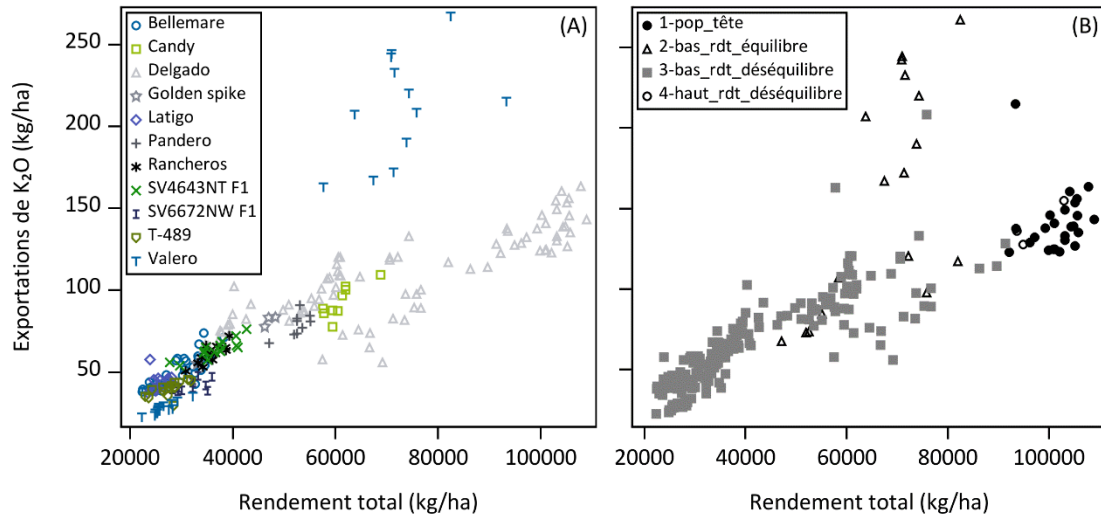 Exportations de K₂O (kg/ha)
250
200
150
100
50
20000 40000 60000 80000 100000
Rendement total (kg/ha)
(A)
Bellemare
Candy
Delgado
Golden spike
Latigo
Pandero
Rancheros
SV4643NT F1
SV6672NW F1
T-489
Valero
(B)
1-pop_tête
2-bas_rdt_équilibre
3-bas_rdt_déséquilibre
4-haut_rdt_déséquilibre
20000 40000 60000 80000 100000
Rendement total (kg/ha)